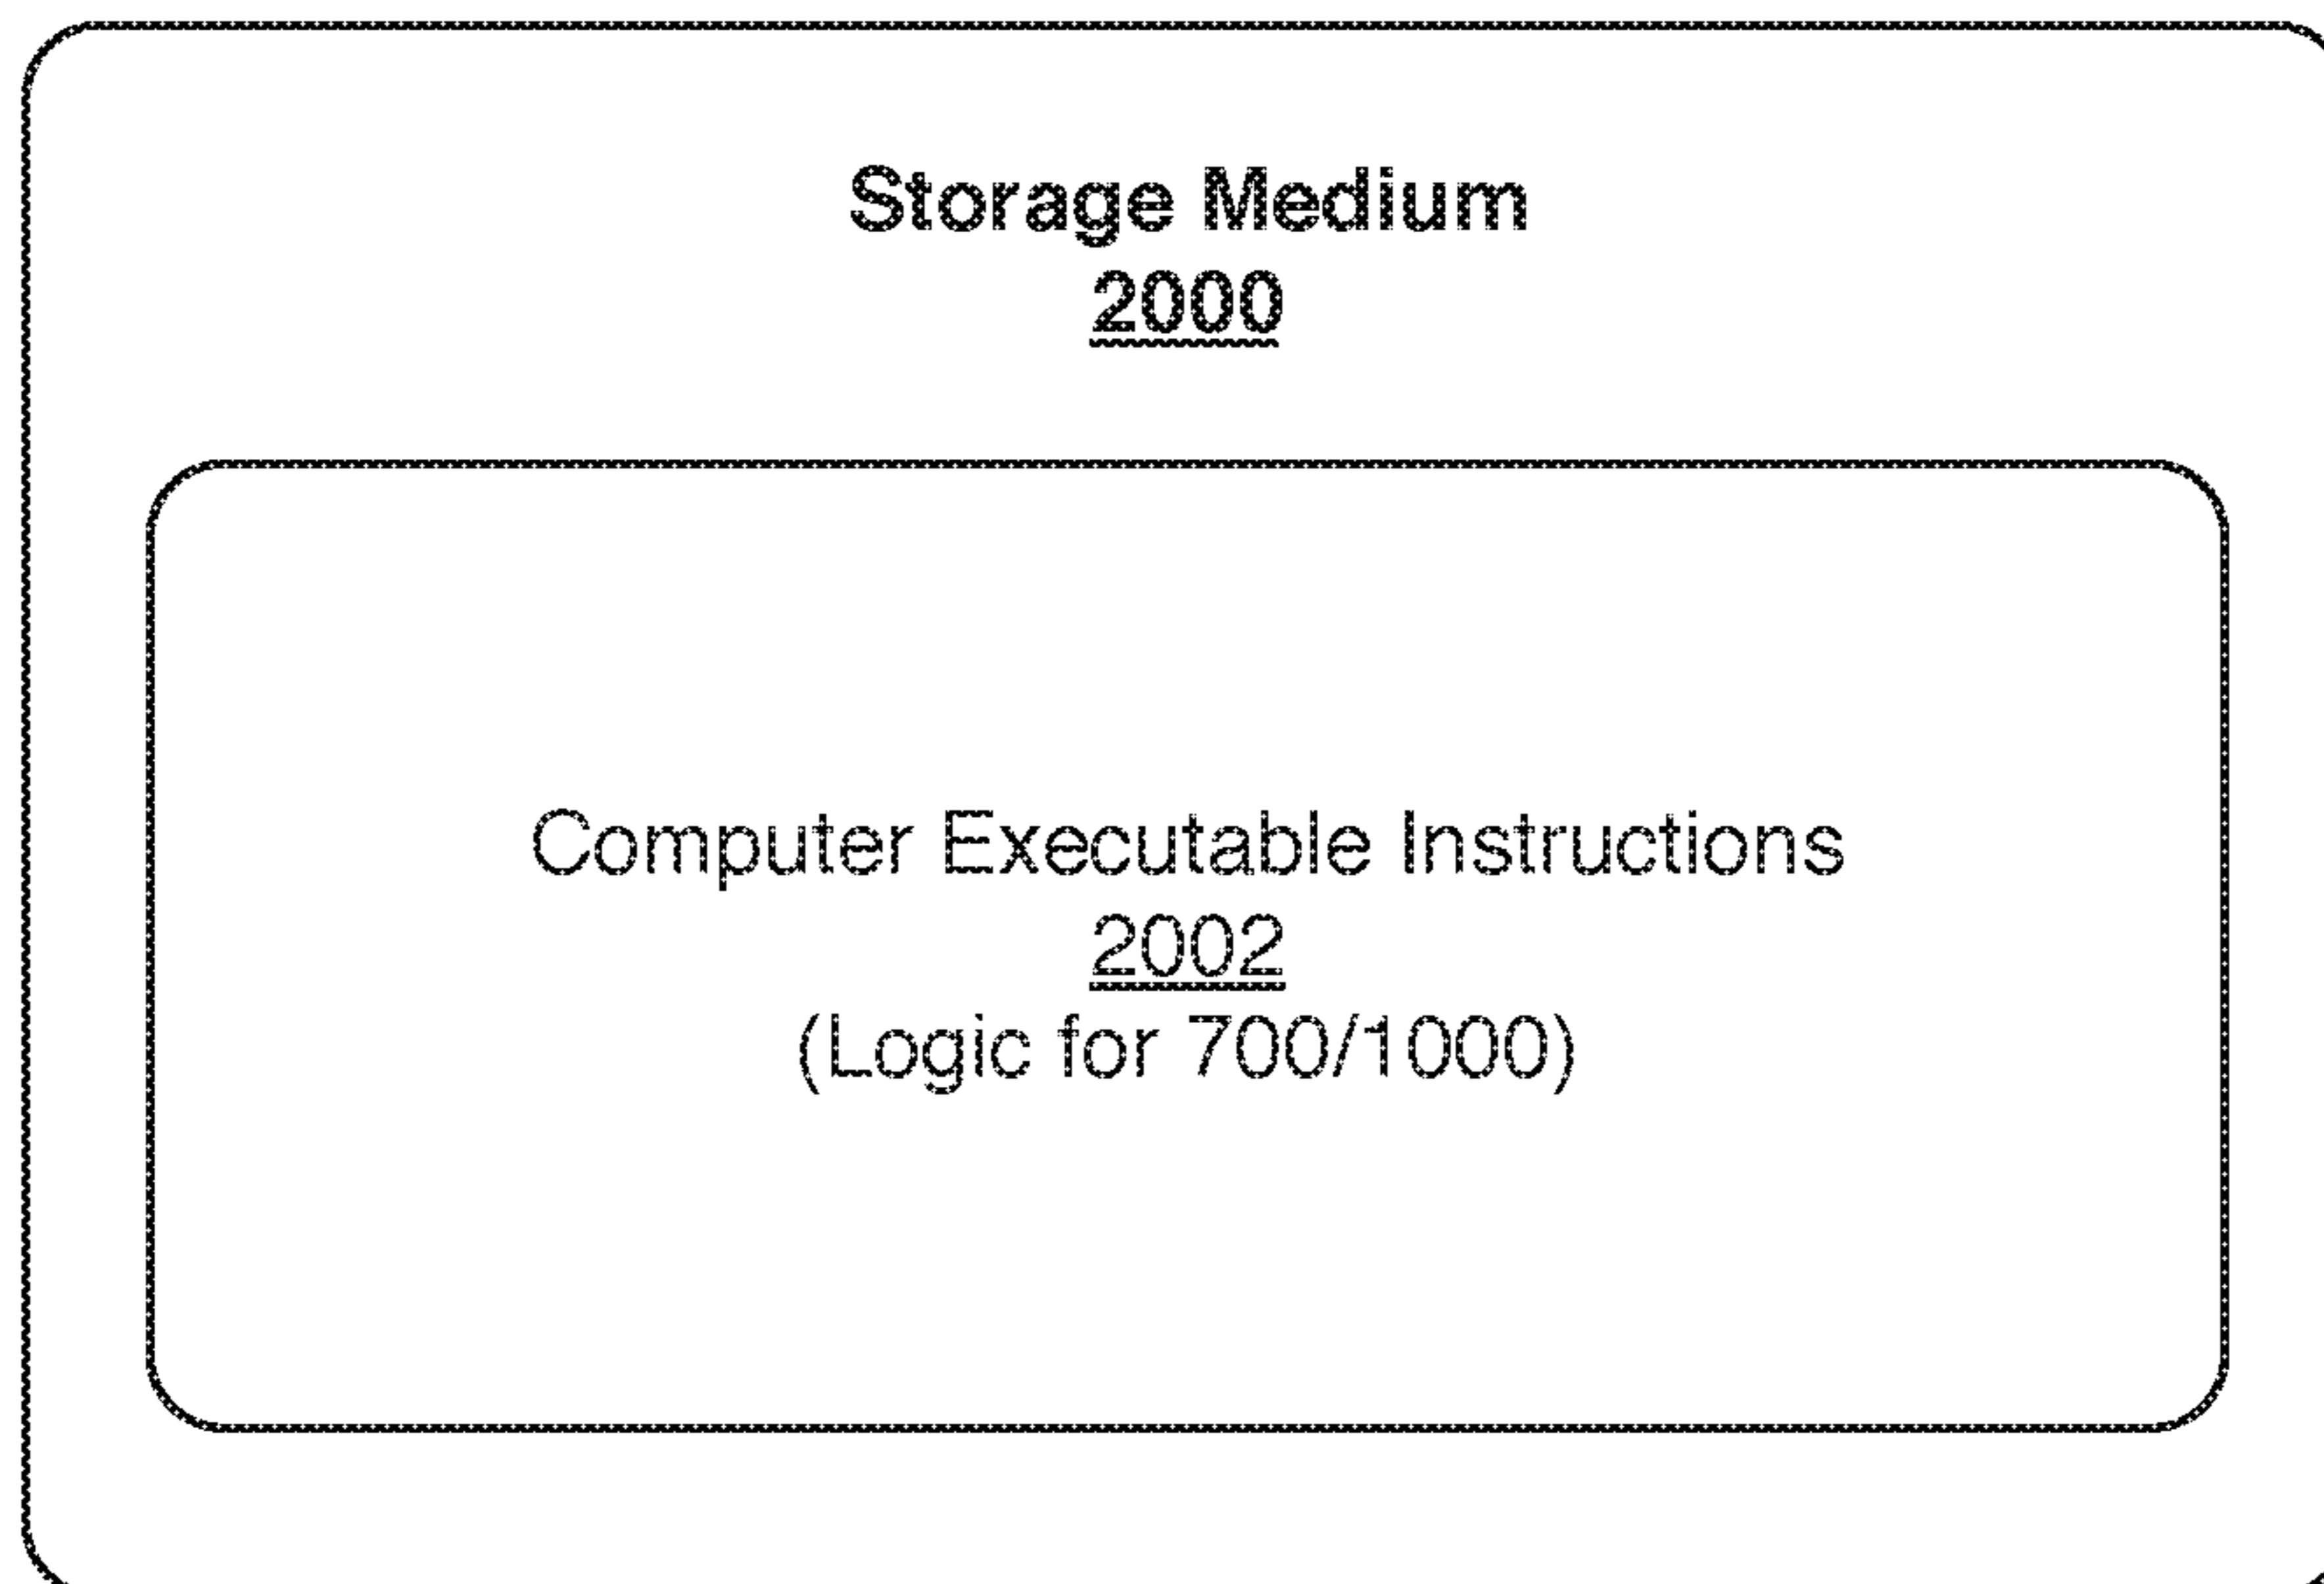 Storage Medium
2000
Computer Executable Instructions
2002
(Logic for 700/1000)